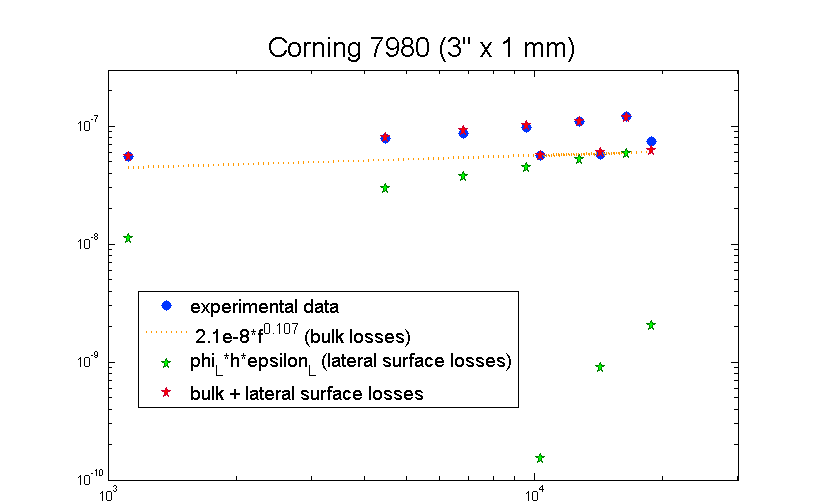 Corning 7980 (3" x 1 mm)
10^-7
10^-8
10^-9
10^-10
10^3
10^4
experimental data
2.1e-8*f^0.107 (bulk losses)
phi_L*h*epsilon_L (lateral surface losses)
bulk + lateral surface losses